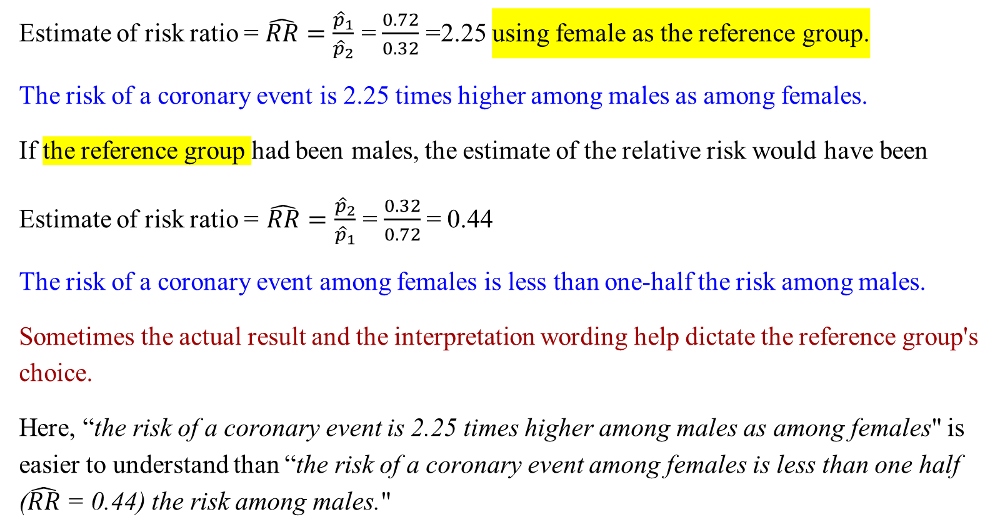 Estimate of risk ratio = \widehat{RR} = \frac{\hat{p}_1}{\hat{p}_2} = \frac{0.72}{0.32} =2.25 using female as the reference group.
The risk of a coronary event is 2.25 times higher among males as among females.
If the reference group had been males, the estimate of the relative risk would have been
Estimate of risk ratio = \widehat{RR} = \frac{\hat{p}_2}{\hat{p}_1} = \frac{0.32}{0.72} = 0.44
The risk of a coronary event among females is less than one-half the risk among males.
Sometimes the actual result and the interpretation wording help dictate the reference group's
choice.
Here, “the risk of a coronary event is 2.25 times higher among males as among females" is
easier to understand than “the risk of a coronary event among females is less than one half
(\widehat{RR} = 0.44) the risk among males."